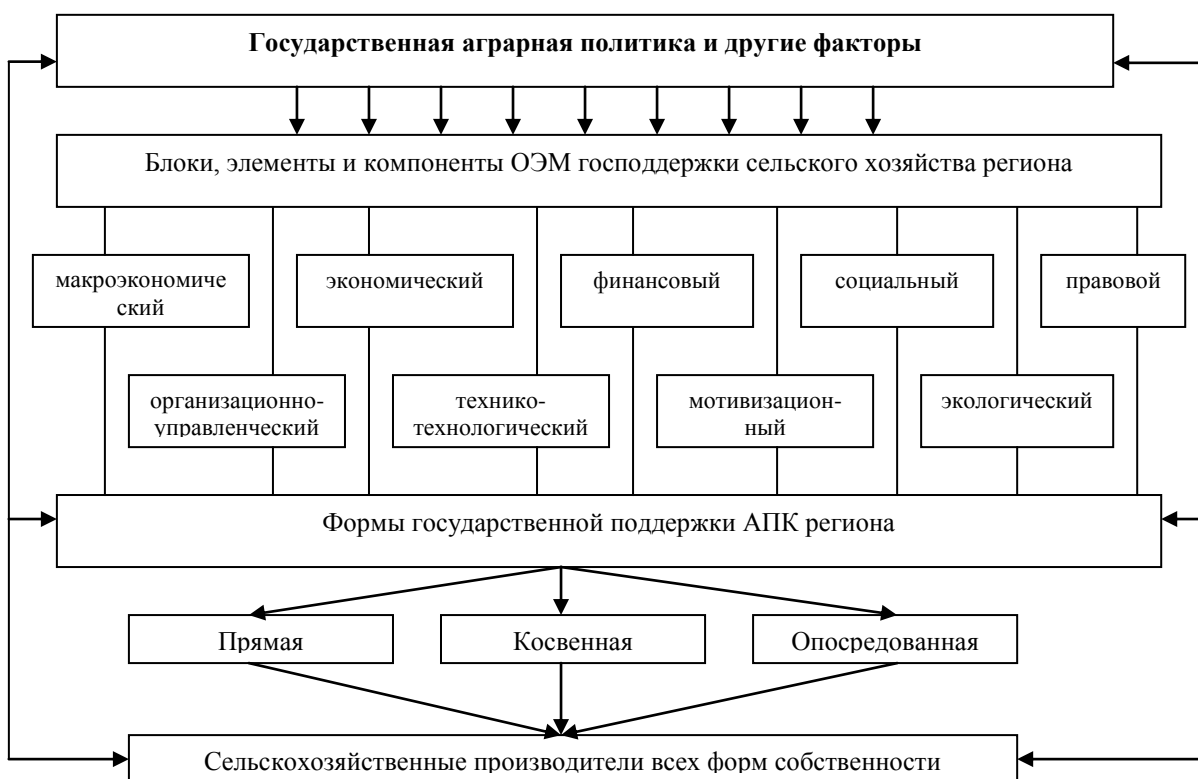 Государственная аграрная политика и другие факторы
Блоки, элементы и компоненты ОЭМ господдержки сельского хозяйства региона
макроэкономиче
ский
экономический
финансовый
социальный
правовой
организационно-
управленческий
технико-
технологический
мотивизацион-
ный
экологический
Формы государственной поддержки АПК региона
Прямая
Косвенная
Опосредованная
Сельскохозяйственные производители всех форм собственности